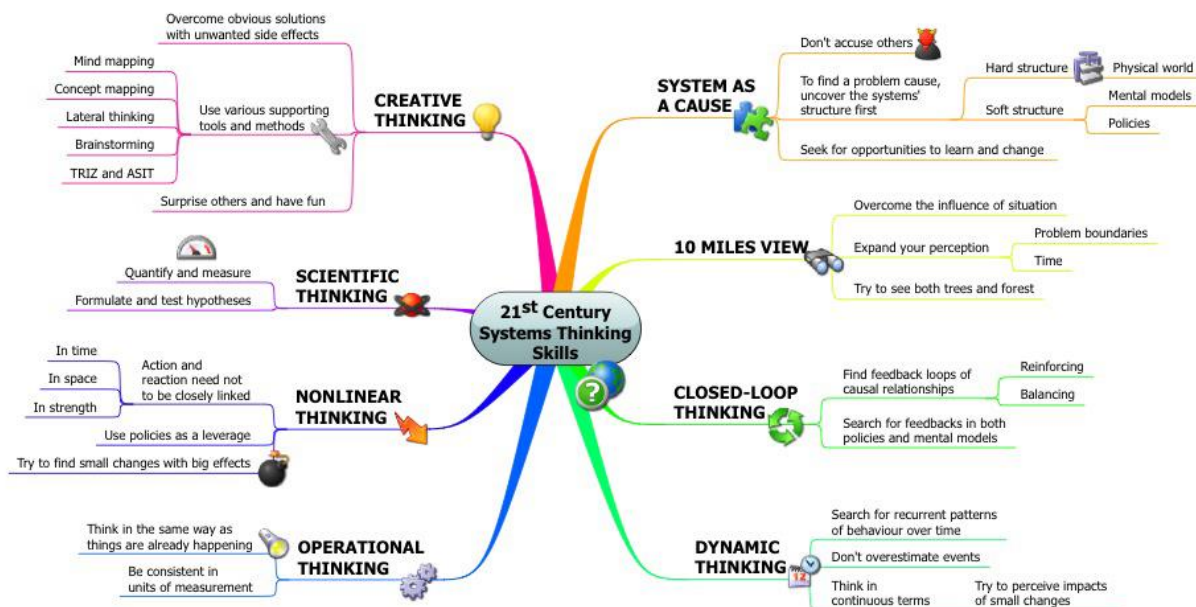 21st Century
Systems Thinking
Skills
SYSTEM AS
A CAUSE
Don't accuse others
To find a problem cause,
uncover the systems'
structure first
Hard structure
Physical world
Soft structure
Mental models
Policies
Seek for opportunities to learn and change
10 MILES VIEW
Overcome the influence of situation
Expand your perception
Problem boundaries
Time
Try to see both trees and forest
CLOSED-LOOP
THINKING
Find feedback loops of
causal relationships
Reinforcing
Balancing
Search for feedbacks in both
policies and mental models
DYNAMIC
THINKING
12
Search for recurrent patterns
of behaviour over time
Don't overestimate events
Think in
continuous terms
Try to perceive impacts
of small changes
CREATIVE
THINKING
Overcome obvious solutions
with unwanted side effects
Use various supporting
tools and methods
Mind mapping
Concept mapping
Lateral thinking
Brainstorming
TRIZ and ASIT
Surprise others and have fun
SCIENTIFIC
THINKING
Quantify and measure
Formulate and test hypotheses
NONLINEAR
THINKING
Action and
reaction need not
to be closely linked
In time
In space
In strength
Use policies as a leverage
Try to find small changes with big effects
OPERATIONAL
THINKING
Think in the same way as
things are already happening
Be consistent in
units of measurement
?